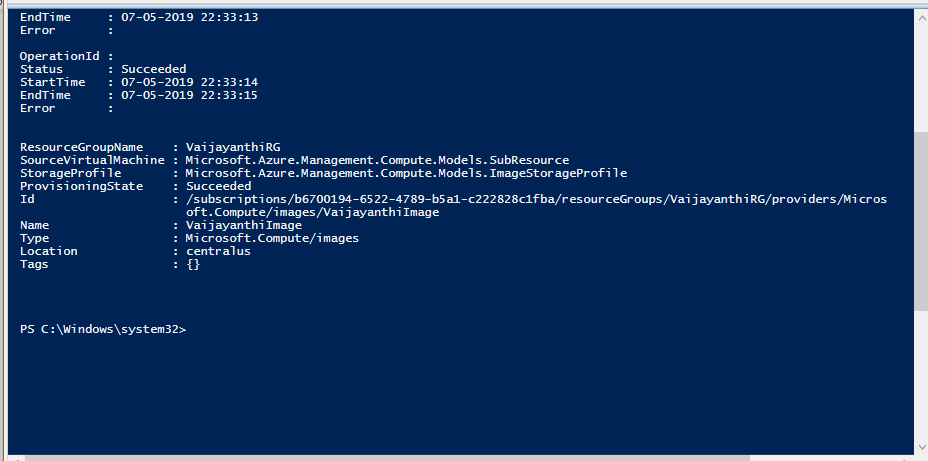 EndTime     : 07-05-2019 22:33:13
Error       :
OperationId :
Status      : Succeeded
StartTime   : 07-05-2019 22:33:14
EndTime     : 07-05-2019 22:33:15
Error       :
ResourceGroupName    : VaijayanthiRG
SourceVirtualMachine : Microsoft.Azure.Management.Compute.Models.SubResource
StorageProfile       : Microsoft.Azure.Management.Compute.Models.ImageStorageProfile
ProvisioningState    : Succeeded
Id                   : /subscriptions/b6700194-6522-4789-b5a1-c222828c1fba/resourceGroups/VaijayanthiRG/providers/Micros
oft.Compute/images/VaijayanthiImage
Name                 : VaijayanthiImage
Type                 : Microsoft.Compute/images
Location             : centralus
Tags                 : {}
PS C:\Windows\system32>